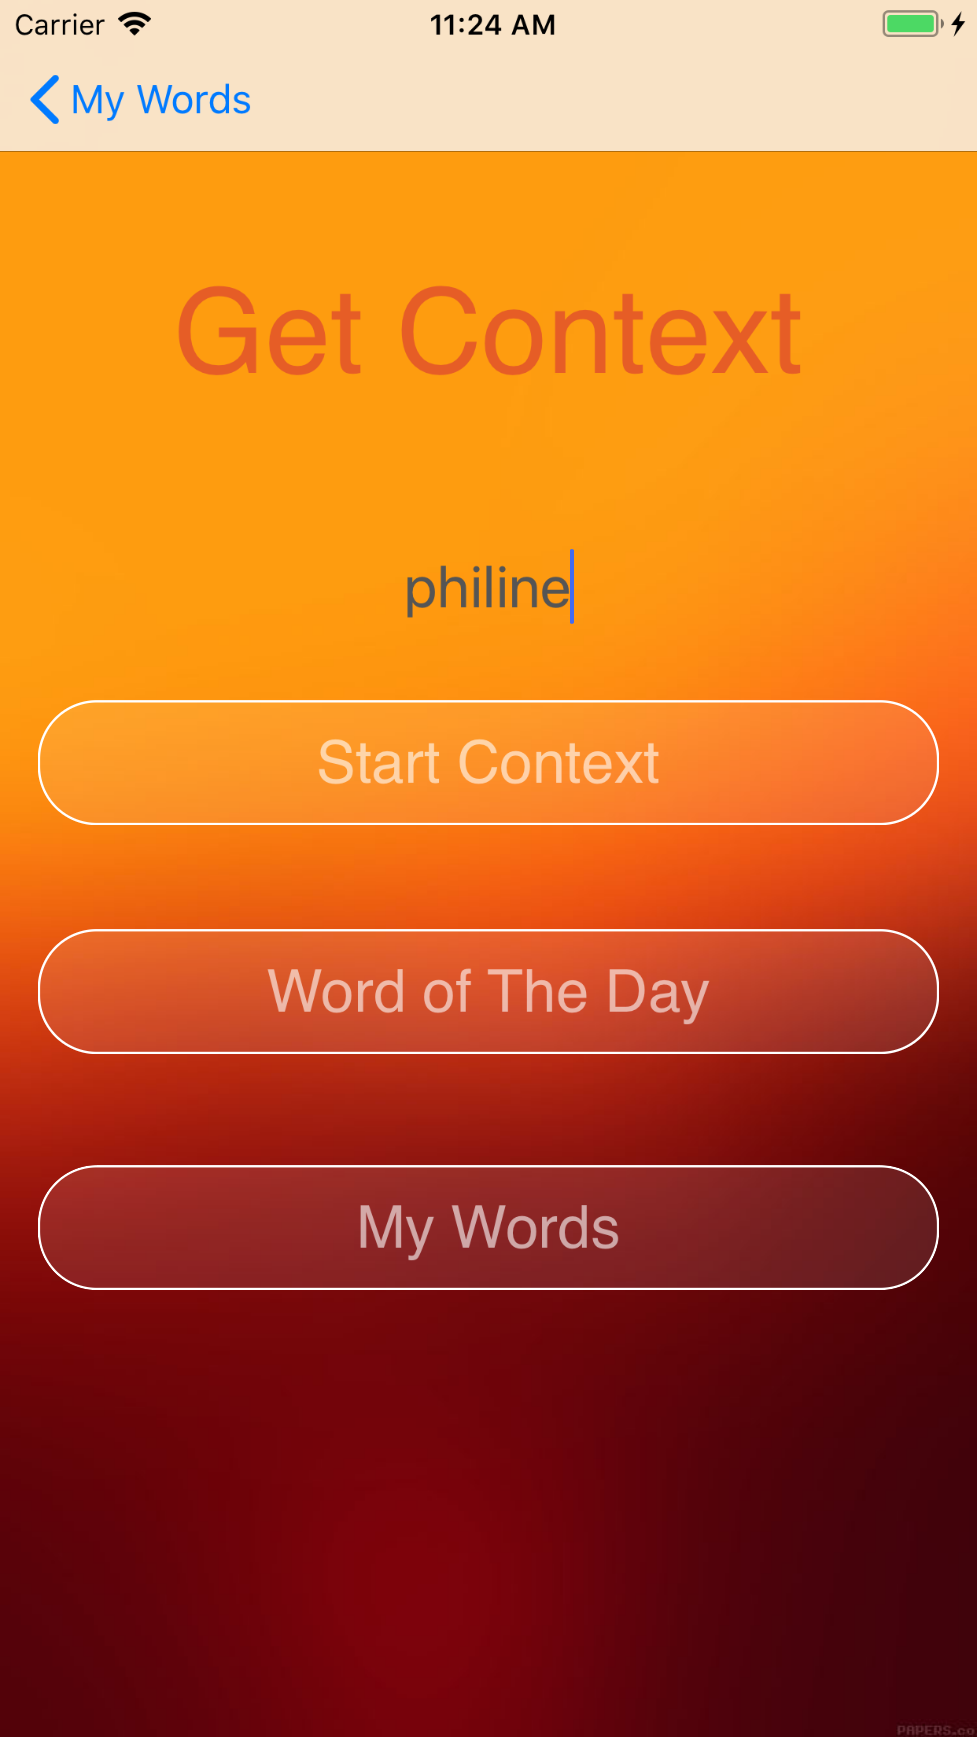 Carrier 11:24 AM
My Words
Get Context
philine
Start Context
Word of The Day
My Words
PAPERS.co